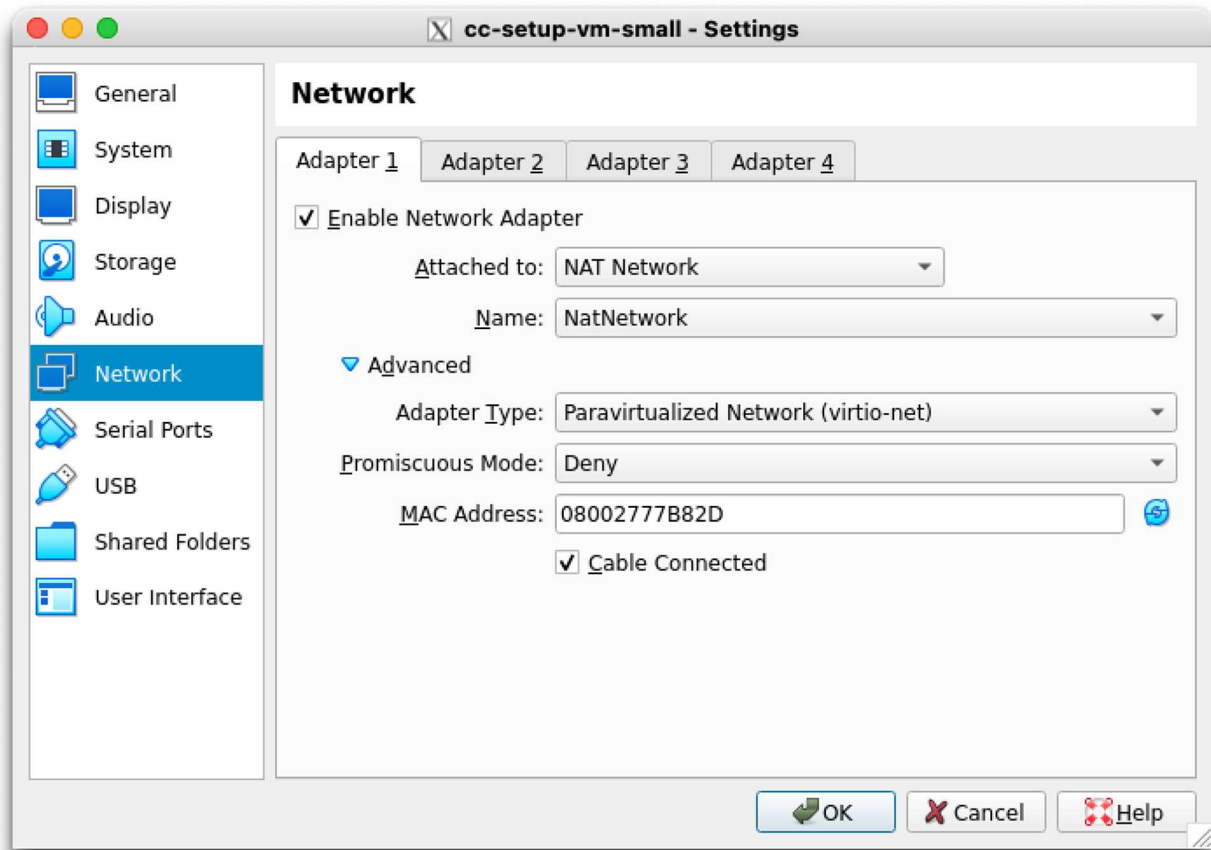 cc-setup-vm-small - Settings
General
System
Display
Storage
Audio
Network
Serial Ports
USB
Shared Folders
User Interface
Network
Adapter 1 Adapter 2 Adapter 3 Adapter 4
Enable Network Adapter
Attached to: NAT Network
Name: NatNetwork
Advanced
Adapter Type: Paravirtualized Network (virtio-net)
Promiscuous Mode: Deny
MAC Address: 08002777B82D
Cable Connected
OK Cancel Help